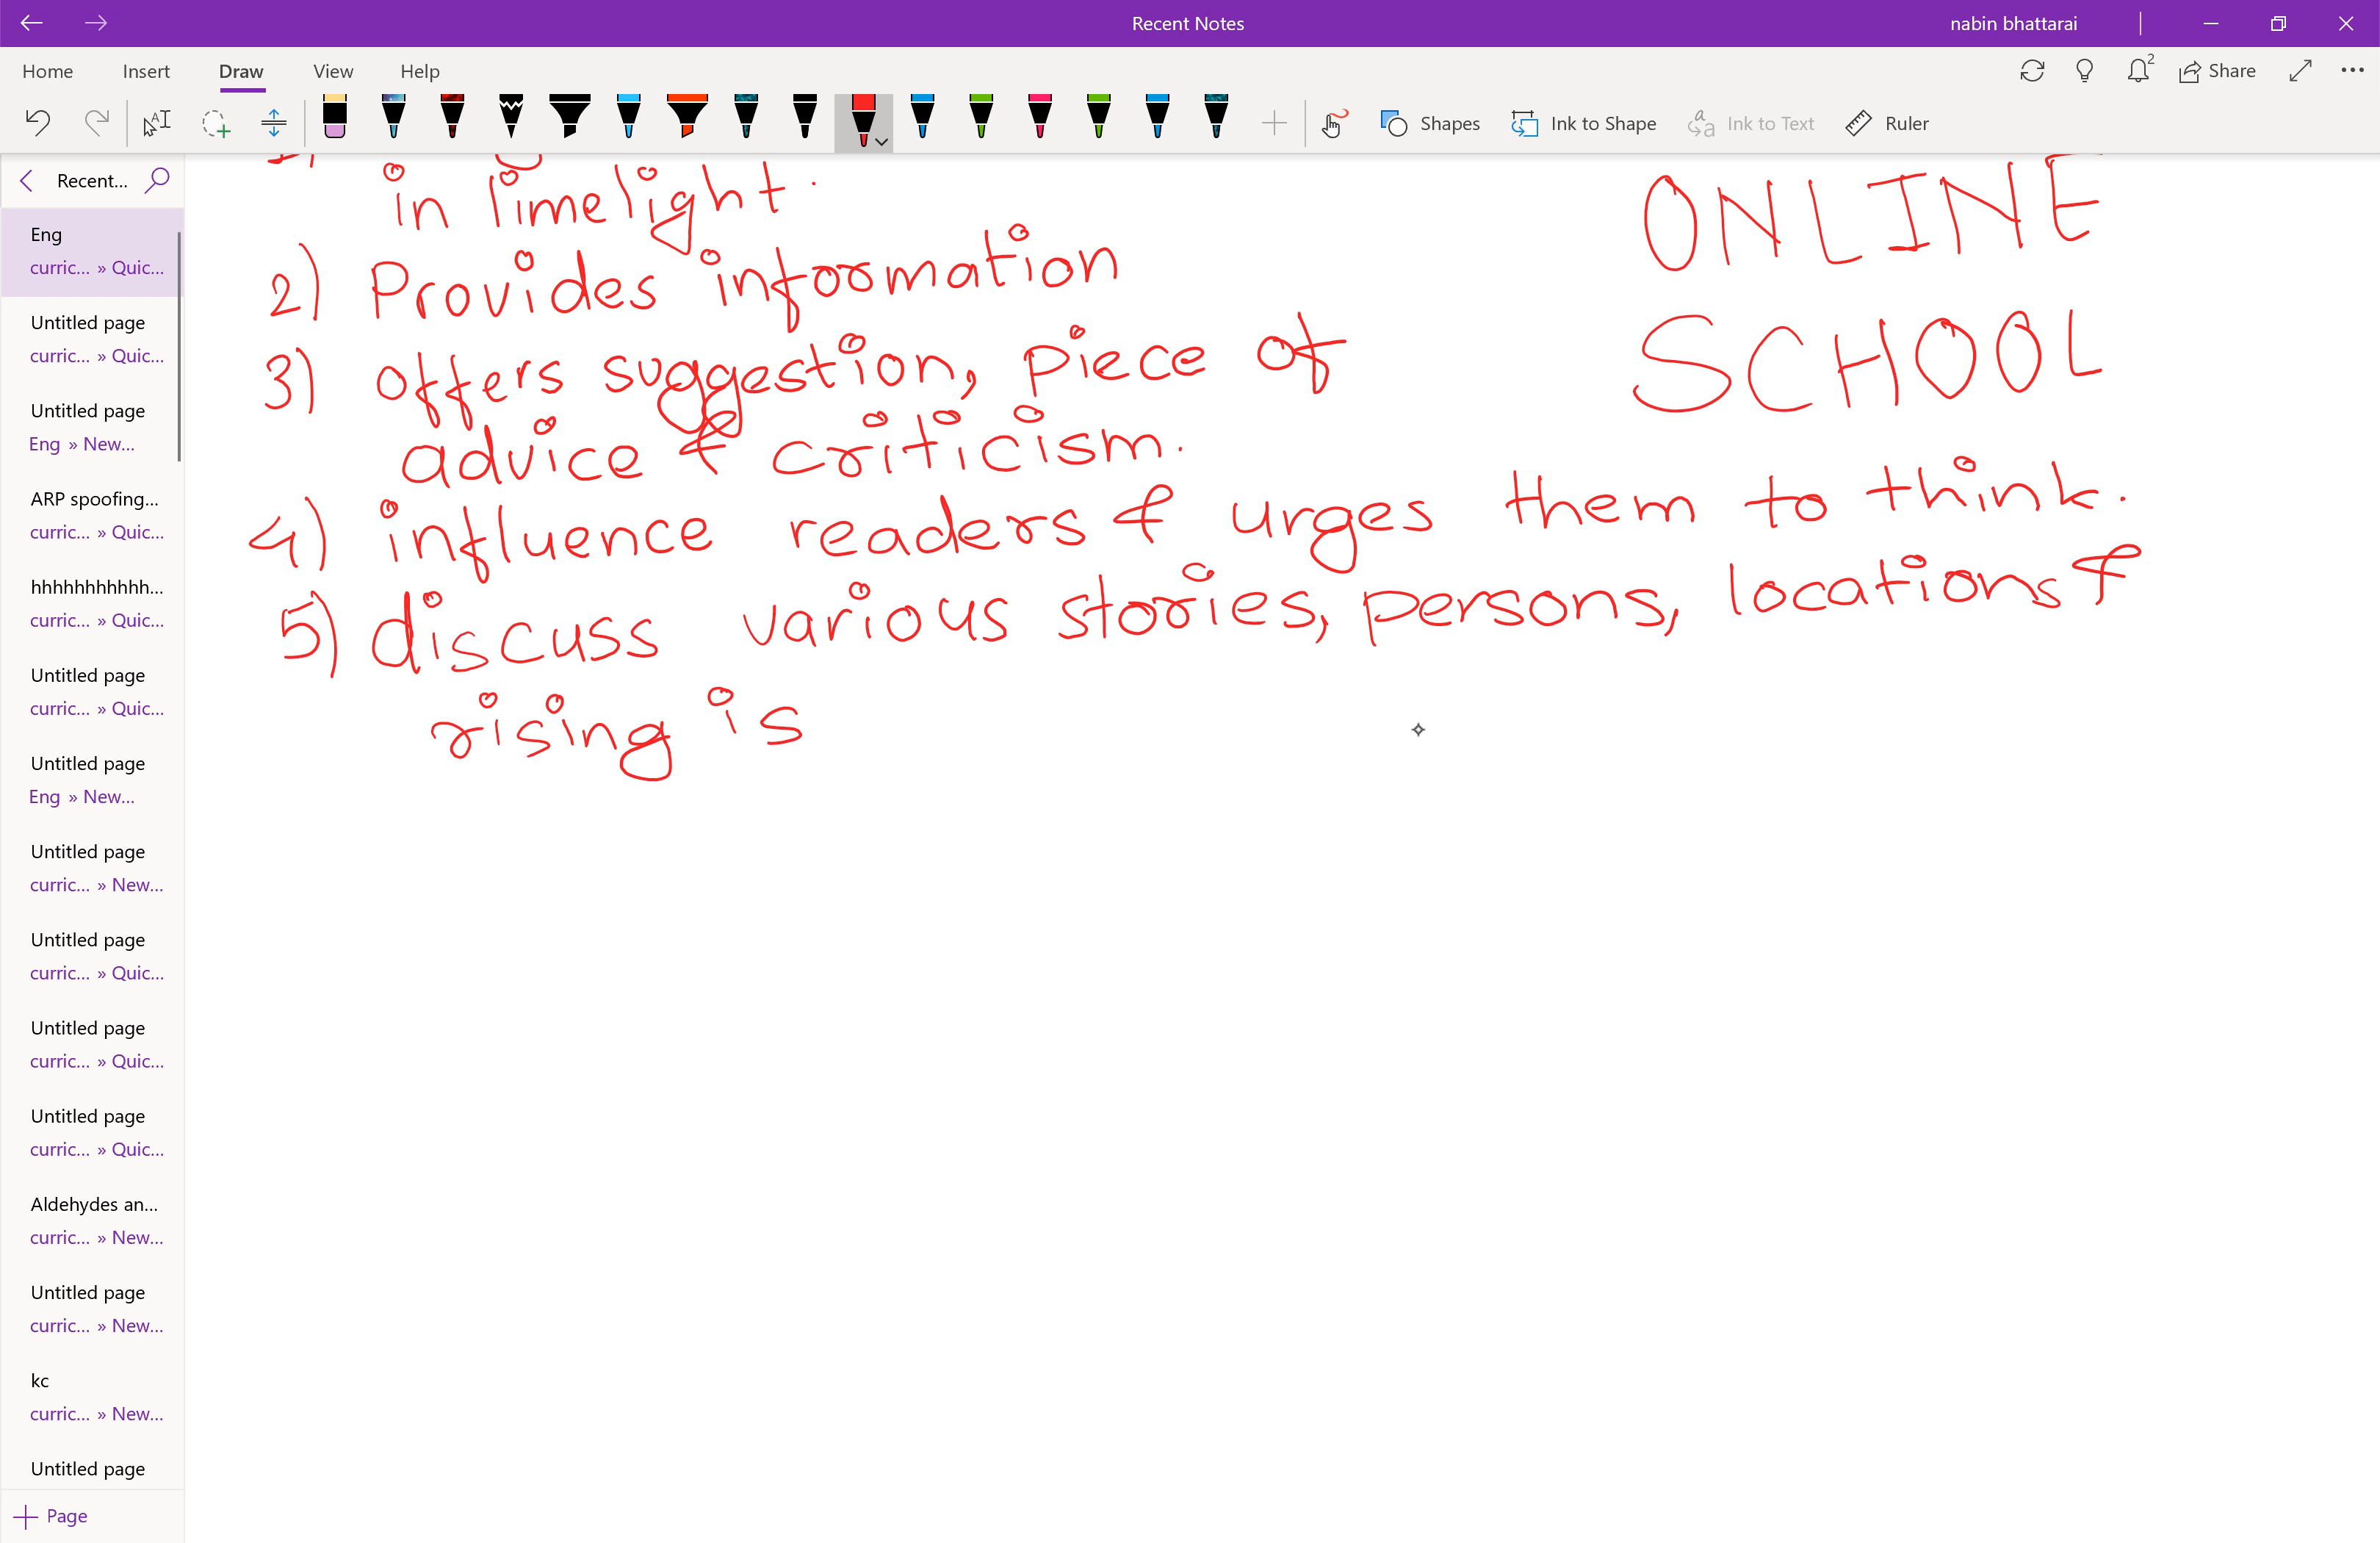 Recent Notes
nabin bhattarai
Home Insert Draw View Help
2
Share
Shapes Ink to Shape Ink to Text Ruler
Recent...
Eng
curric... » Quic...
Untitled page
curric... » Quic...
Untitled page
Eng » New...
ARP spoofing...
curric... » Quic...
hhhhhhhhhhh...
curric... » Quic...
Untitled page
curric... » Quic...
Untitled page
Eng » New...
Untitled page
curric... » New...
Untitled page
curric... » Quic...
Untitled page
curric... » Quic...
Untitled page
curric... » Quic...
Aldehydes an...
curric... » New...
Untitled page
curric... » New...
kc
curric... » New...
Untitled page
Page
in limelight.
2) Provides information
3) offers suggestion, piece of
advice & criticism.
4) influence readers & urges them to think.
5) discuss various stories, persons, locations &
rising is
ONLINE
SCHOOL